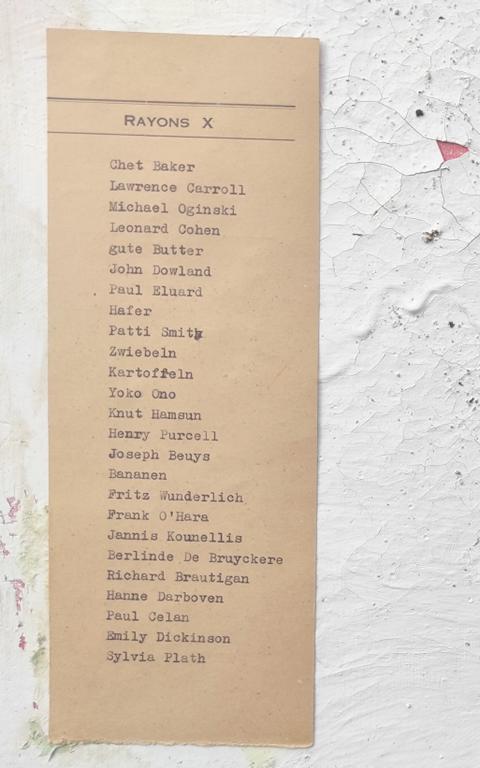 RAYONS X
Chet Baker
Lawrence Carroll
Michael Oginski
Leonard Cohen
gute Butter
John Dowland
Paul Eluard
Hafer
Patti Smith
Zwiebeln
Kartoffeln
Yoko Ono
Knut Hamsun
Henry Purcell
Joseph Beuys
Bananen
Fritz Wunderlich
Frank O'Hara
Jannis Kounellis
Berlinde De Bruyckere
Richard Brautigan
Hanne Darboven
Paul Celan
Emily Dickinson
Sylvia Plath